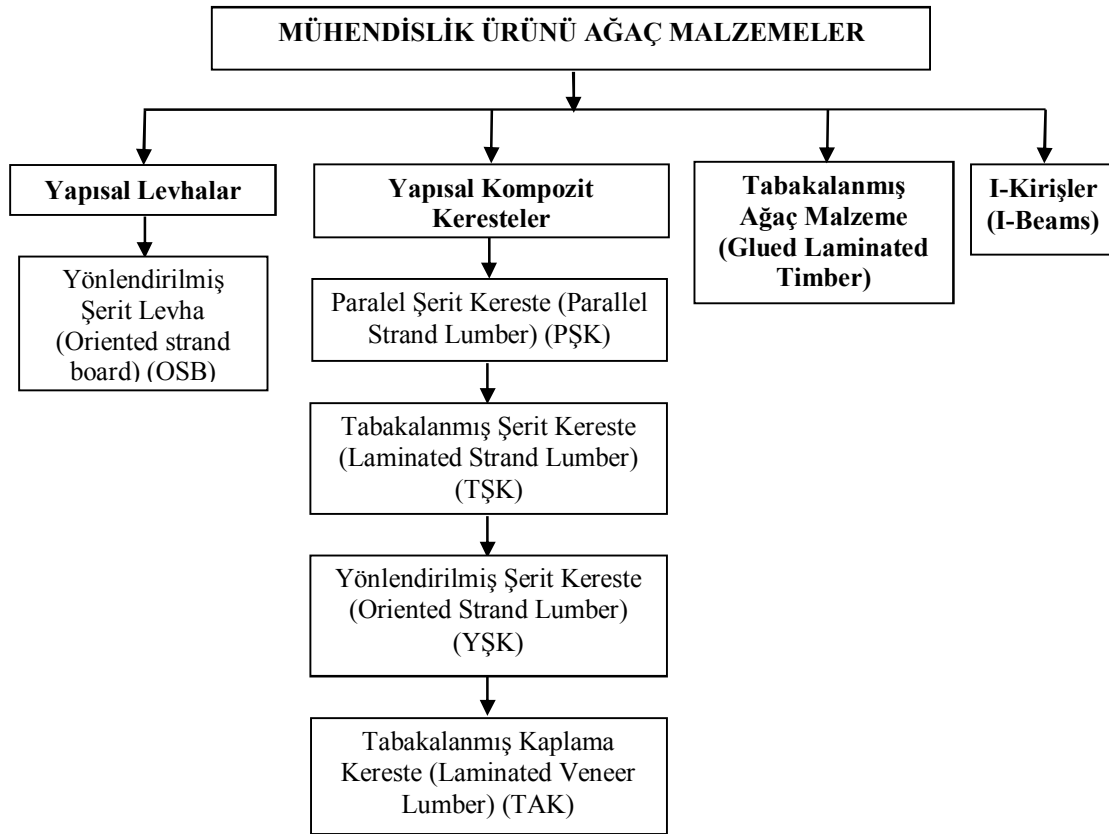 MÜHENDİSLİK ÜRÜNÜ AĞAÇ MALZEMELER
Yapısal Levhalar
Yönlendirilmiş
Şerit Levha
(Oriented strand
board) (OSB)
Yapısal Kompozit
Keresteler
Paralel Şerit Kereste (Parallel
Strand Lumber) (PŞK)
Tabakalanmış Şerit Kereste
(Laminated Strand Lumber)
(TŞK)
Yönlendirilmiş Şerit Kereste
(Oriented Strand Lumber)
(YŞK)
Tabakalanmış Kaplama
Kereste (Laminated Veneer
Lumber) (TAK)
Tabakalanmış
Ağaç Malzeme
(Glued Laminated
Timber)
I-Kirişler
(I-Beams)